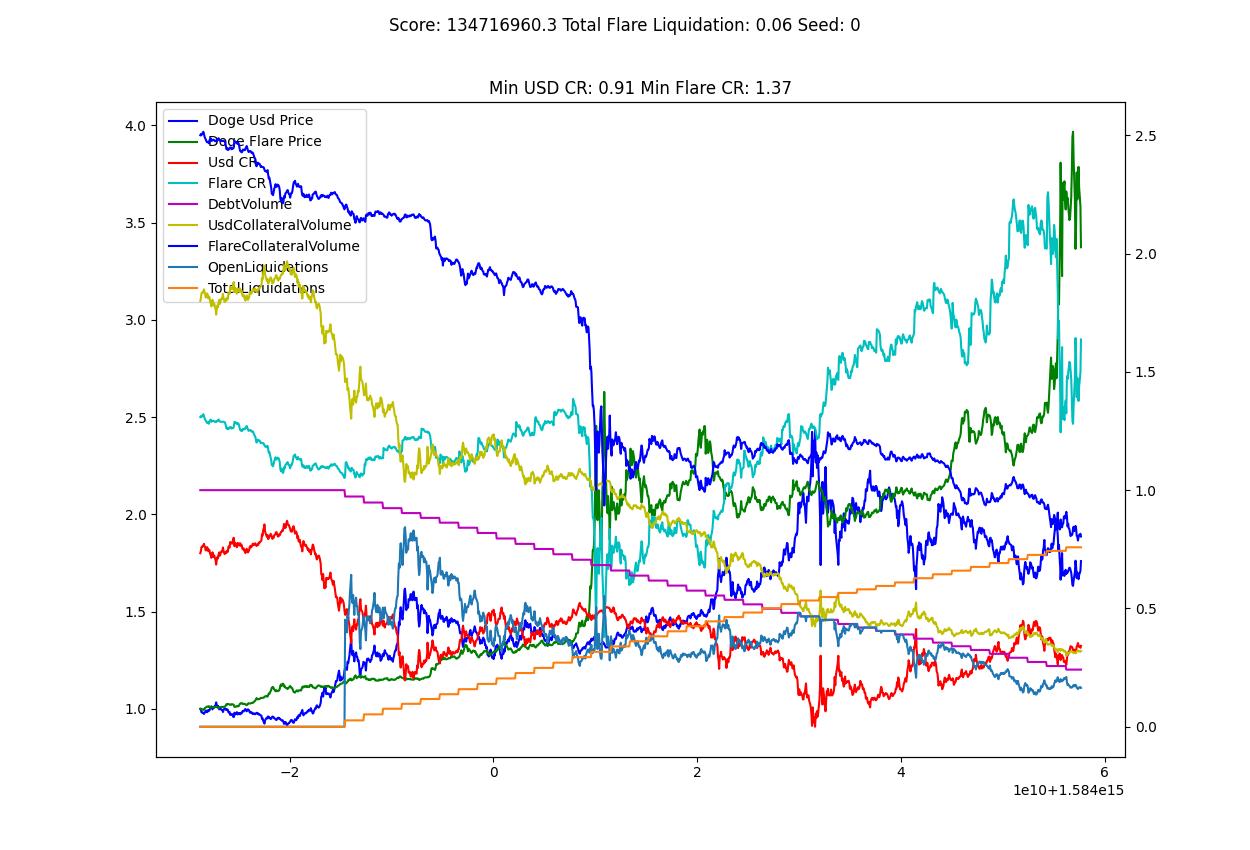 Score: 134716960.3 Total Flare Liquidation: 0.06 Seed: 0
Min USD CR: 0.91 Min Flare CR: 1.37
Doge Usd Price
Doge Flare Price
Usd CR
Flare CR
DebtVolume
UsdCollateralVolume
FlareCollateralVolume
OpenLiquidations
TotalLiquidations
4.0
3.5
3.0
2.5
2.0
1.5
1.0
2.5
2.0
1.5
1.0
0.5
0.0
−2
0
2
4
6
1e10+1.584e15